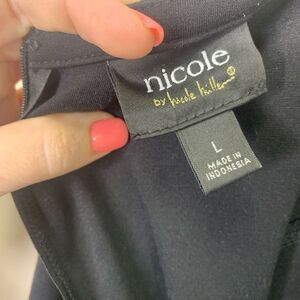 nicole
by nicole miller
L
MADE IN
INDONESIA